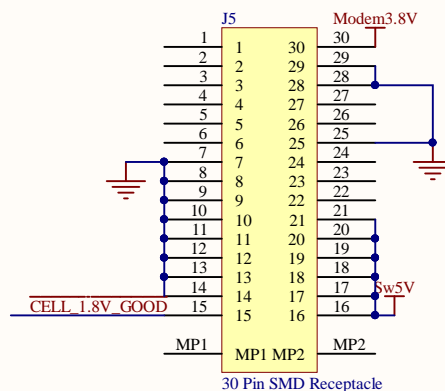 J5
Modem3.8V
1 1 30 30
2 2 29 29
3 3 28 28
4 4 27 27
5 5 26 26
6 6 25 25
7 7 24 24
8 8 23 23
9 9 22 22
10 10 21 21
11 11 20 20
12 12 19 19
13 13 18 18
14 14 17 17
Sw5V
CELL_1.8V_GOOD
15 15 16 16
MP1 MP1 MP2 MP2
30 Pin SMD Receptacle